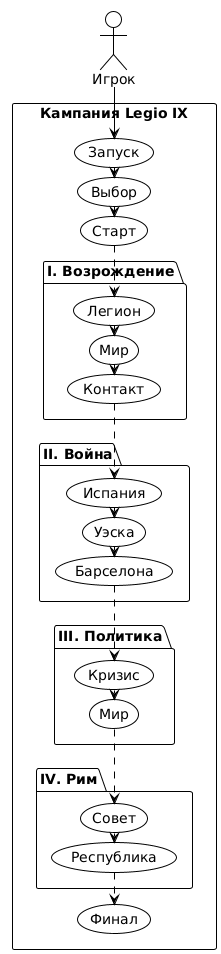 Игрок
Кампания Legio IX
Запуск
Выбор
Старт
I. Возрождение
Легион
Мир
Контакт
II. Война
Испания
Уэска
Барселона
III. Политика
Кризис
Мир
IV. Рим
Совет
Республика
Финал